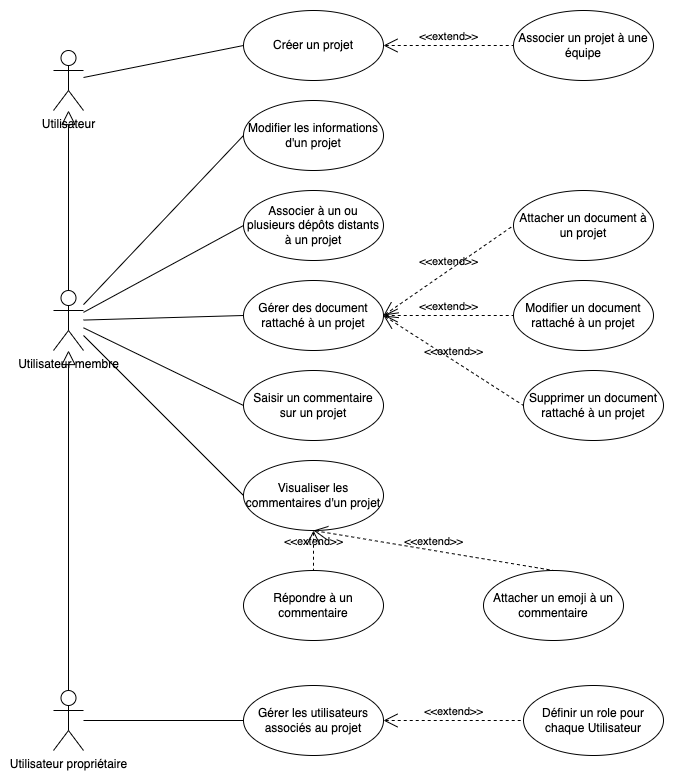 Créer un projet
<<extend>>
Associer un projet à une
équipe
Utilisateur
Modifier les informations
d'un projet
Associer à un ou
plusieurs dépôts distants
à un projet
Attacher un document à
un projet
<<extend>>
Gérer des document
rattaché à un projet
<<extend>>
Modifier un document
rattaché à un projet
Utilisateur membre
<<extend>>
Saisir un commentaire
sur un projet
Supprimer un document
rattaché à un projet
Visualiser les
commentaires d'un projet
<<extend>>
<<extend>>
Répondre à un
commentaire
Attacher un emoji à un
commentaire
Utilisateur propriétaire
Gérer les utilisateurs
associés au projet
<<extend>>
Définir un role pour
chaque Utilisateur